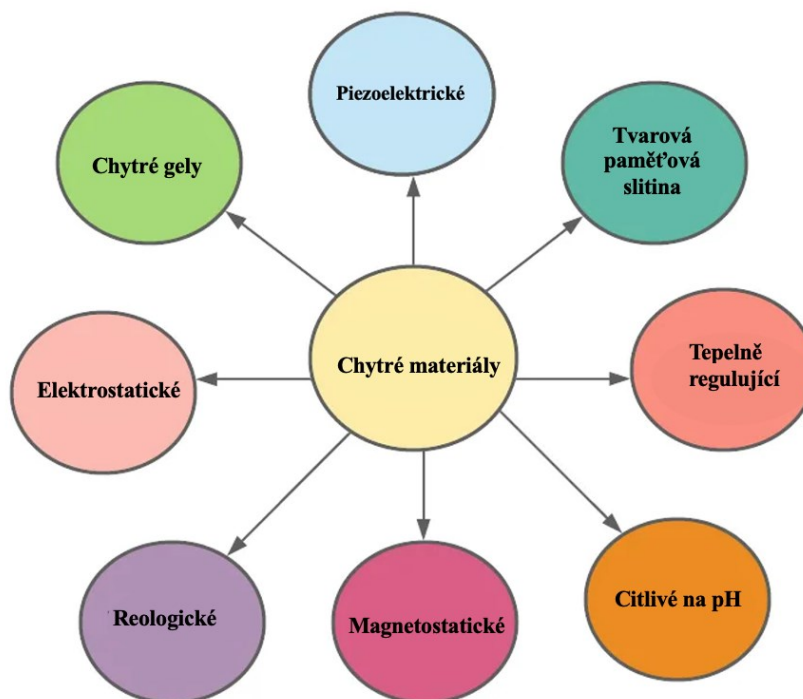 Piezoelektrické
Chytré gely
Tvarová
paměťová
slitina
Chytré materiály
Tepelně
regulující
Elektrostatické
Reologické
Magnetostatické
Citlivé na pH